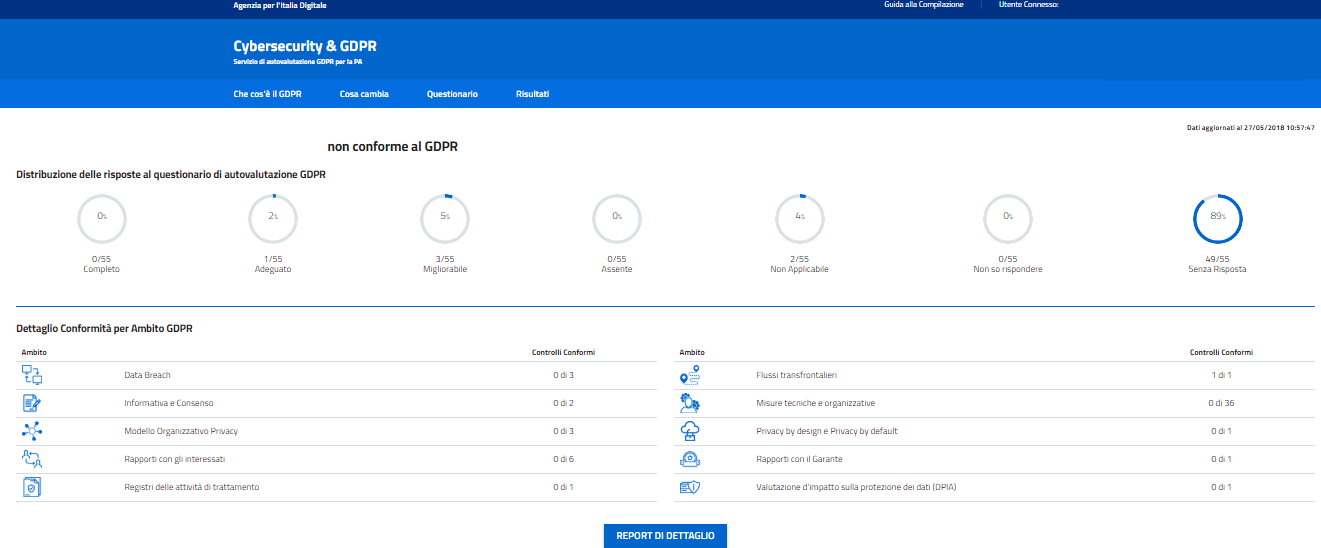 Agenzia per l'Italia Digitale
Guida alla Compilazione | Utente Connesso:
Cybersecurity & GDPR
Servizio di autovalutazione GDPR per la PA
Che cos'è il GDPR Cosa cambia Questionario Risultati
Dati aggiornati al 27/05/2018 10:57:47
non conforme al GDPR
Distribuzione delle risposte al questionario di autovalutazione GDPR
0% 2% 5% 0% 4% 0% 89%
0/55 1/55 3/55 0/55 2/55 0/55 49/55
Completo Adeguato Migliorabile Assente Non Applicabile Non so rispondere Senza Risposta
Dettaglio Conformità per Ambito GDPR
Ambito Controlli Conformi
Data Breach 0 di 3
Informativa e Consenso 0 di 2
Modello Organizzativo Privacy 0 di 3
Rapporti con gli interessati 0 di 6
Registri delle attività di trattamento 0 di 1
Ambito Controlli Conformi
Flussi transfrontalieri 1 di 1
Misure tecniche e organizzative 0 di 36
Privacy by design e Privacy by default 0 di 1
Rapporti con il Garante 0 di 1
Valutazione d'impatto sulla protezione dei dati (DPIA) 0 di 1
REPORT DI DETTAGLIO